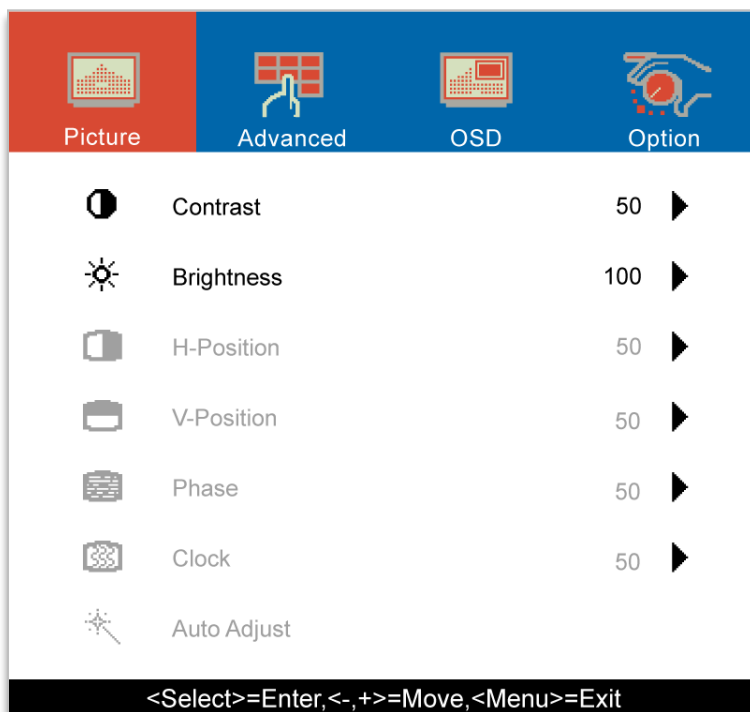 Picture Advanced OSD Option
Contrast 50
Brightness 100
H-Position 50
V-Position 50
Phase 50
Clock 50
Auto Adjust
<Select>=Enter,<-,+>=Move,<Menu>=Exit